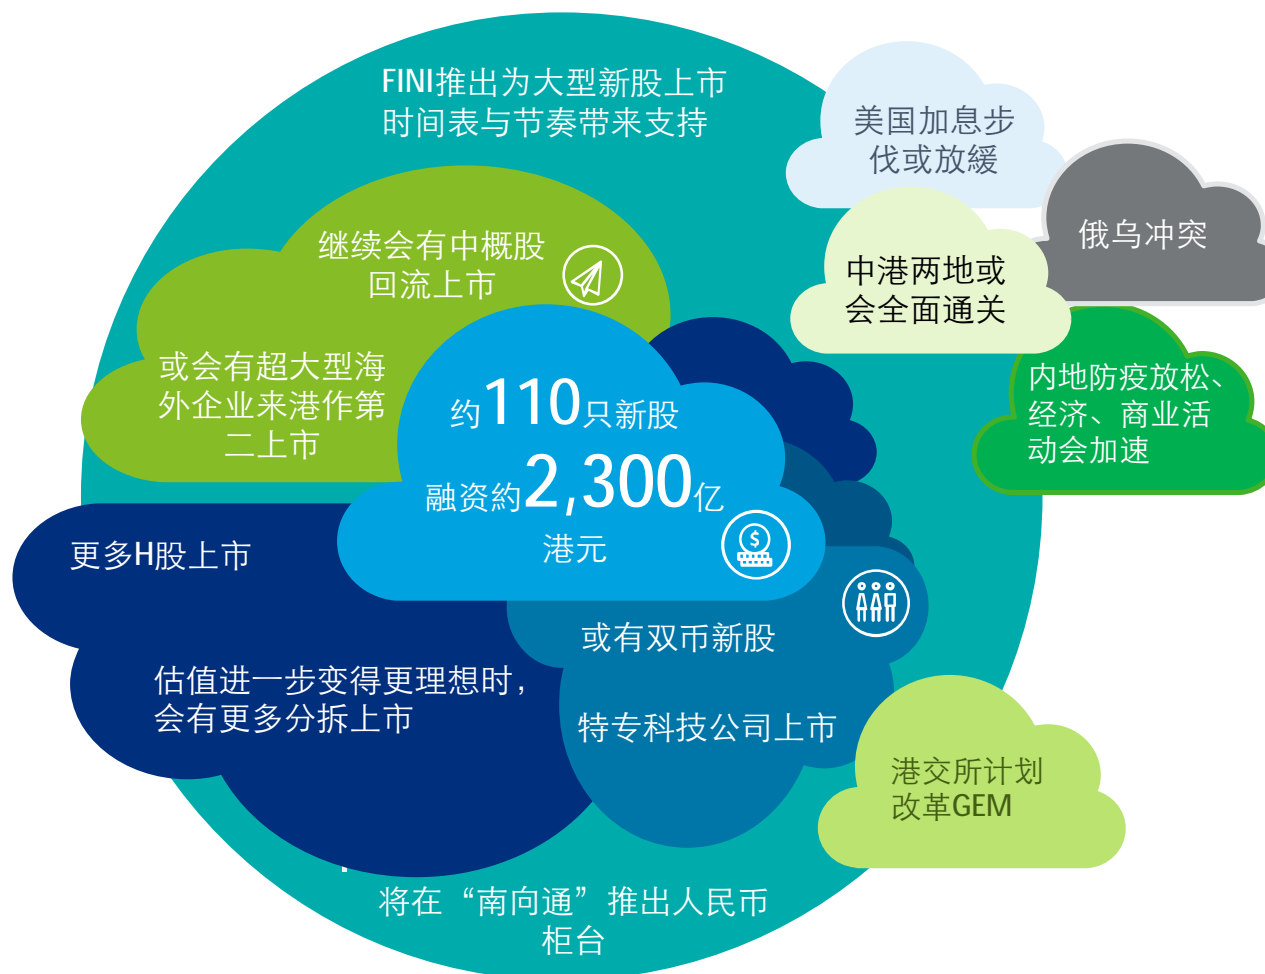 FINI推出为大型新股上市
时间表与节奏带来支持
美国加息步
伐或放緩
俄乌冲突
中港两地或
会全面通关
内地防疫放松、
经济、商业活
动会加速
继续会有中概股
回流上市
或会有超大型海
外企业来港作第
二上市
约110只新股
融资約2,300亿
港元
$
更多H股上市
估值进一步变得更理想时，
会有更多分拆上市
或有双币新股
特专科技公司上市
港交所计划
改革GEM
将在“南向通”推出人民币
柜台